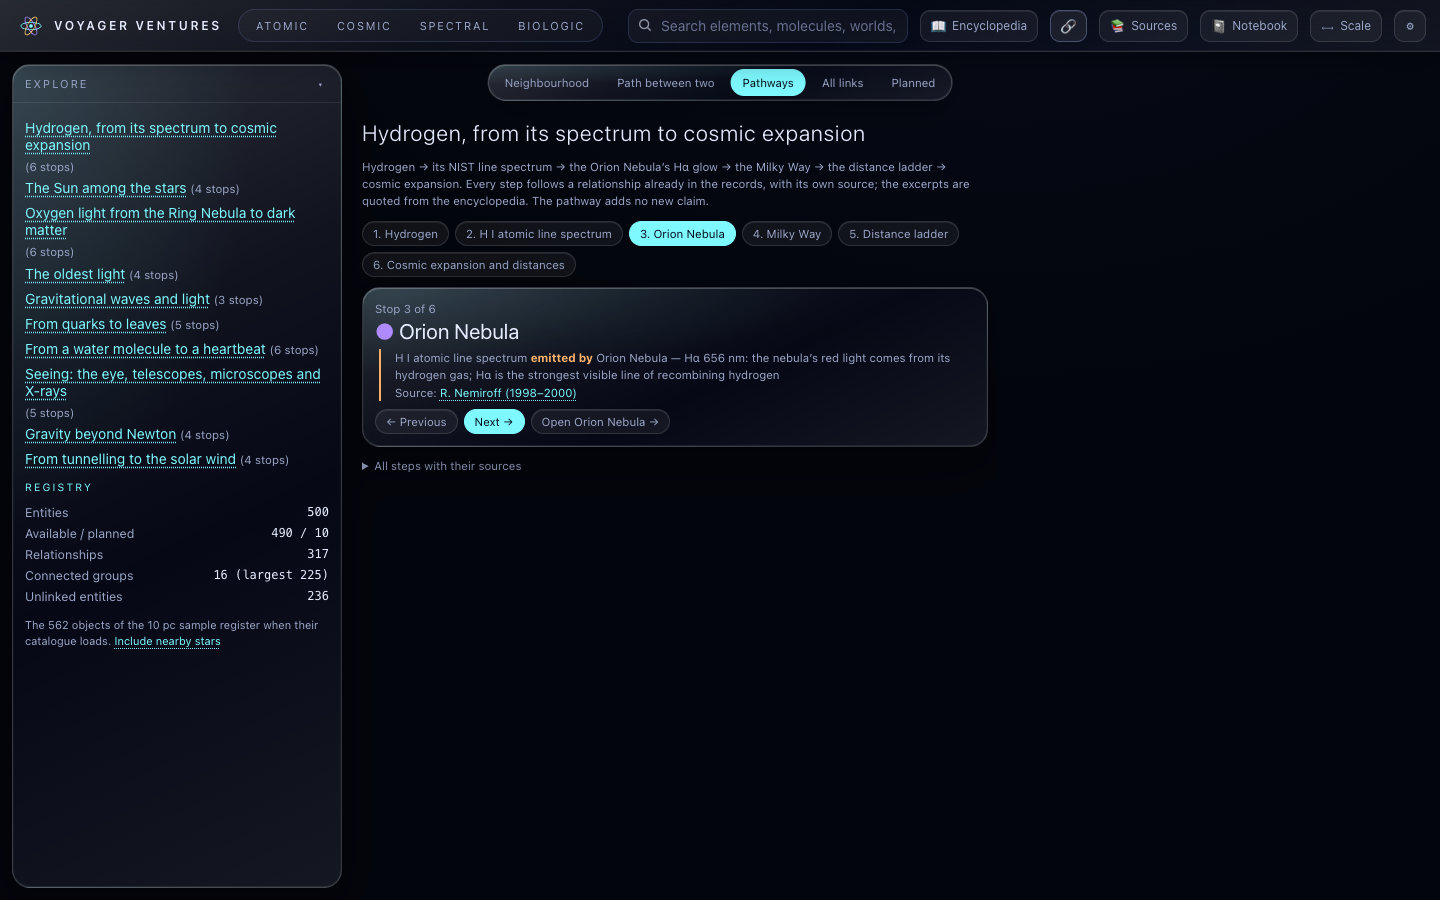 VOYAGER VENTURES
ATOMIC COSMIC SPECTRAL BIOLOGIC
Search elements, molecules, worlds,
📖 Encyclopedia
🔗
📚 Sources
📓 Notebook
Scale
⚙
EXPLORE
Hydrogen, from its spectrum to cosmic
expansion
(6 stops)
The Sun among the stars (4 stops)
Oxygen light from the Ring Nebula to dark
matter
(6 stops)
The oldest light (4 stops)
Gravitational waves and light (3 stops)
From quarks to leaves (5 stops)
From a water molecule to a heartbeat (6 stops)
Seeing: the eye, telescopes, microscopes and
X-rays
(5 stops)
Gravity beyond Newton (4 stops)
From tunnelling to the solar wind (4 stops)
REGISTRY
Entities 500
Available / planned 490 / 10
Relationships 317
Connected groups 16 (largest 225)
Unlinked entities 236
The 562 objects of the 10 pc sample register when their
catalogue loads. Include nearby stars
Neighbourhood Path between two Pathways All links Planned
Hydrogen, from its spectrum to cosmic expansion
Hydrogen → its NIST line spectrum → the Orion Nebula's Hα glow → the Milky Way → the distance ladder →
cosmic expansion. Every step follows a relationship already in the records, with its own source; the excerpts are
quoted from the encyclopedia. The pathway adds no new claim.
1. Hydrogen 2. H I atomic line spectrum 3. Orion Nebula 4. Milky Way 5. Distance ladder
6. Cosmic expansion and distances
Stop 3 of 6
Orion Nebula
H I atomic line spectrum emitted by Orion Nebula — Hα 656 nm: the nebula's red light comes from its
hydrogen gas; Hα is the strongest visible line of recombining hydrogen
Source: R. Nemiroff (1998–2000)
← Previous Next → Open Orion Nebula →
▶ All steps with their sources